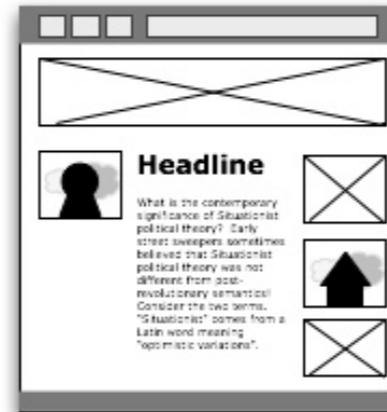 Headline
What is the contemporary
significance of Situationist
political theory? Early
street sweepers sometimes
believed that Situationist
political theory was not
different from post-
revolutionary semantics!
Consider the two terms.
"Situationist" comes from a
Latin word meaning
"optimistic variations".